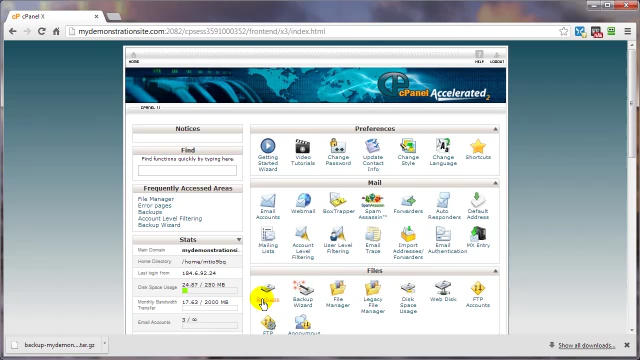 cPanel X
mydemonstrationsite.com:2082/cpsess3591000352/frontend/x3/index.html
HOME
HELP
LOGOUT
cPanel Accelerated 2
CPANEL 11
Notices
Find
Find functions quickly by typing here.
Frequently Accessed Areas
File Manager
Error pages
Backups
Account Level Filtering
Backup Wizard
Stats
Main Domain mydemonstrationsi
Home Directory /home/mtio9bq
Last login from 184.6.92.24
Disk Space Usage 24.87 / 250 MB
Monthly Bandwidth Transfer 17.63 / 2000 MB
Email Accounts 3 / ∞
Preferences
Getting Started Wizard
Video Tutorials
Change Password
Update Contact Info
Change Style
Change Language
Shortcuts
Mail
Email Accounts
Webmail
BoxTrapper
Spam Assassin™
Forwarders
Auto Responders
Default Address
Mailing Lists
Account Level Filtering
User Level Filtering
Email Trace
Import Addresses/ Forwarders
Email Authentication
MX Entry
Files
Backups
Backup Wizard
File Manager
Legacy File Manager
Disk Space Usage
Web Disk
FTP Accounts
FTP
Anonymous
backup-mydemon....tar.gz
Show all downloads...